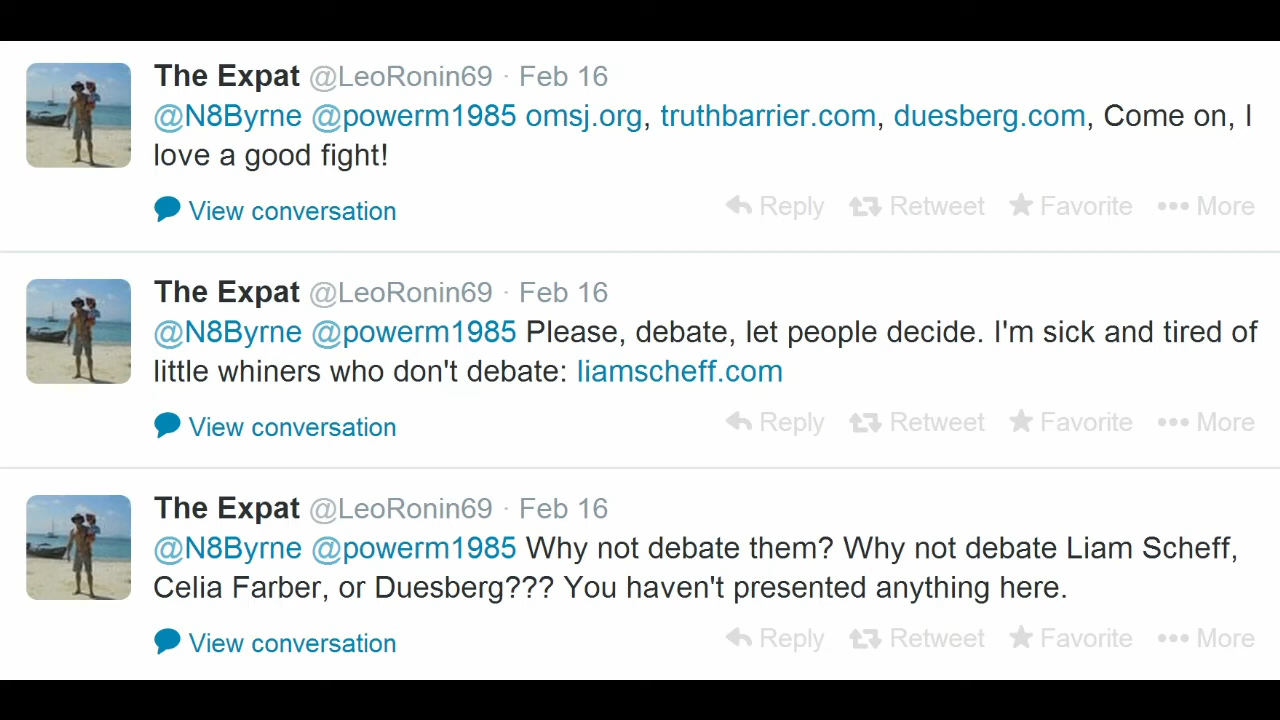 The Expat @LeoRonin69 · Feb 16
@N8Byrne @powerm1985 omsj.org, truthbarrier.com, duesberg.com, Come on, I
love a good fight!
View conversation Reply Retweet Favorite More
The Expat @LeoRonin69 · Feb 16
@N8Byrne @powerm1985 Please, debate, let people decide. I'm sick and tired of
little whiners who don't debate: liamscheff.com
View conversation Reply Retweet Favorite More
The Expat @LeoRonin69 · Feb 16
@N8Byrne @powerm1985 Why not debate them? Why not debate Liam Scheff,
Celia Farber, or Duesberg??? You haven't presented anything here.
View conversation Reply Retweet Favorite More